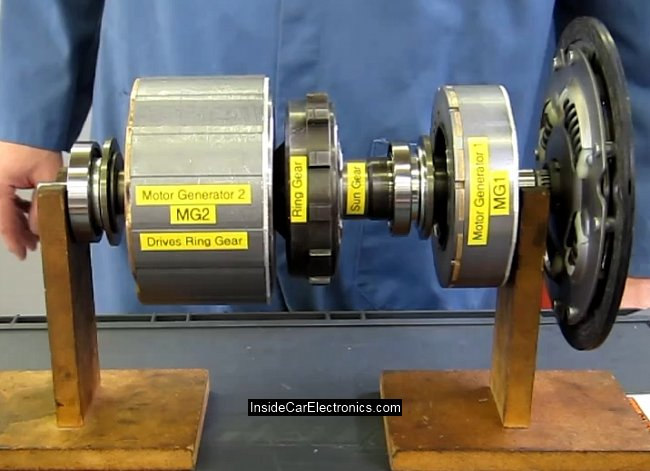 Motor Generator 2
MG2
Drives Ring Gear
Ring Gear
Sun Gear
Motor Generator 1
MG1
InsideCarElectronics.com